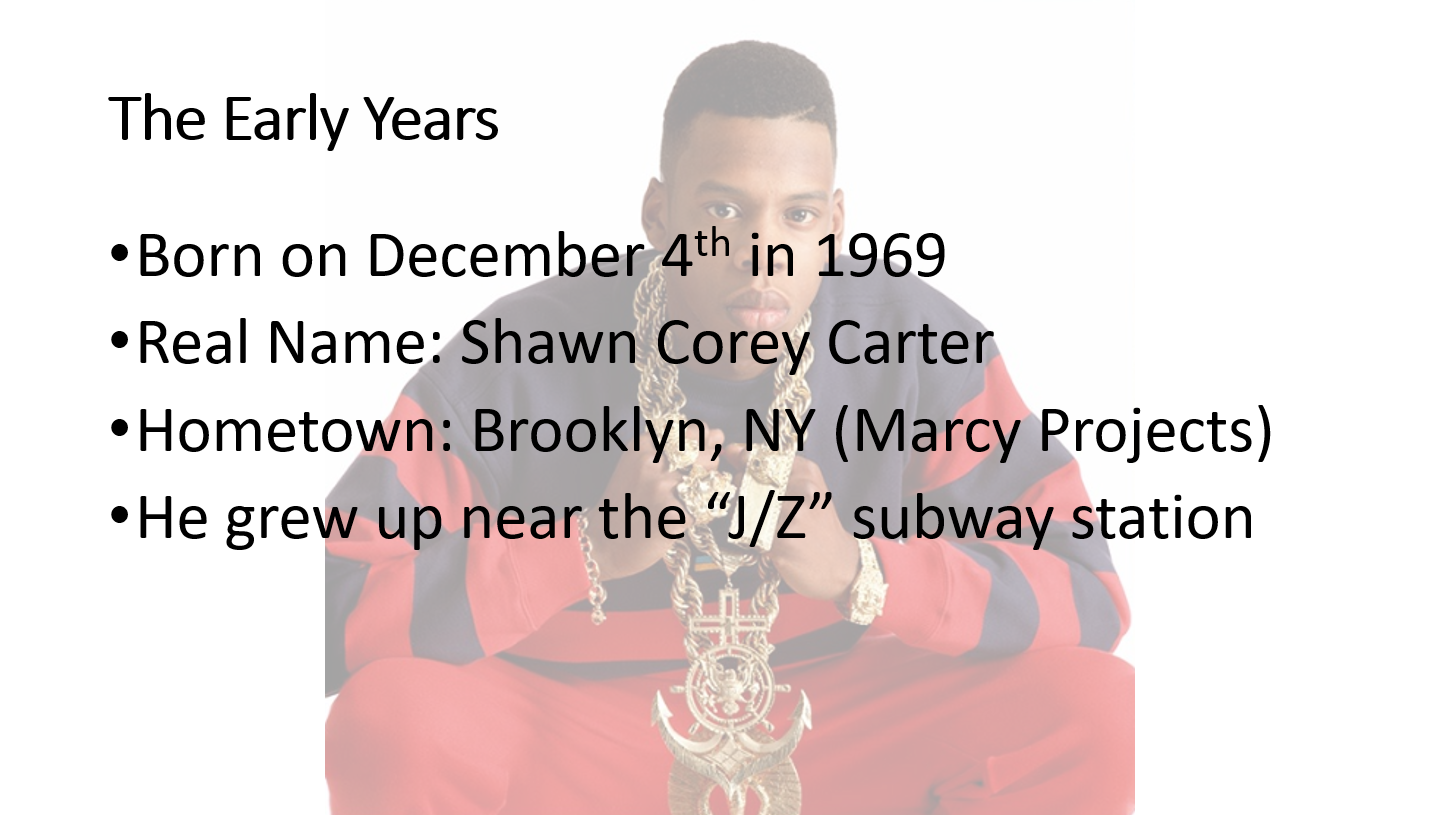 The Early Years
•Born on December 4th in 1969
•Real Name: Shawn Corey Carter
•Hometown: Brooklyn, NY (Marcy Projects)
•He grew up near the “J/Z” subway station